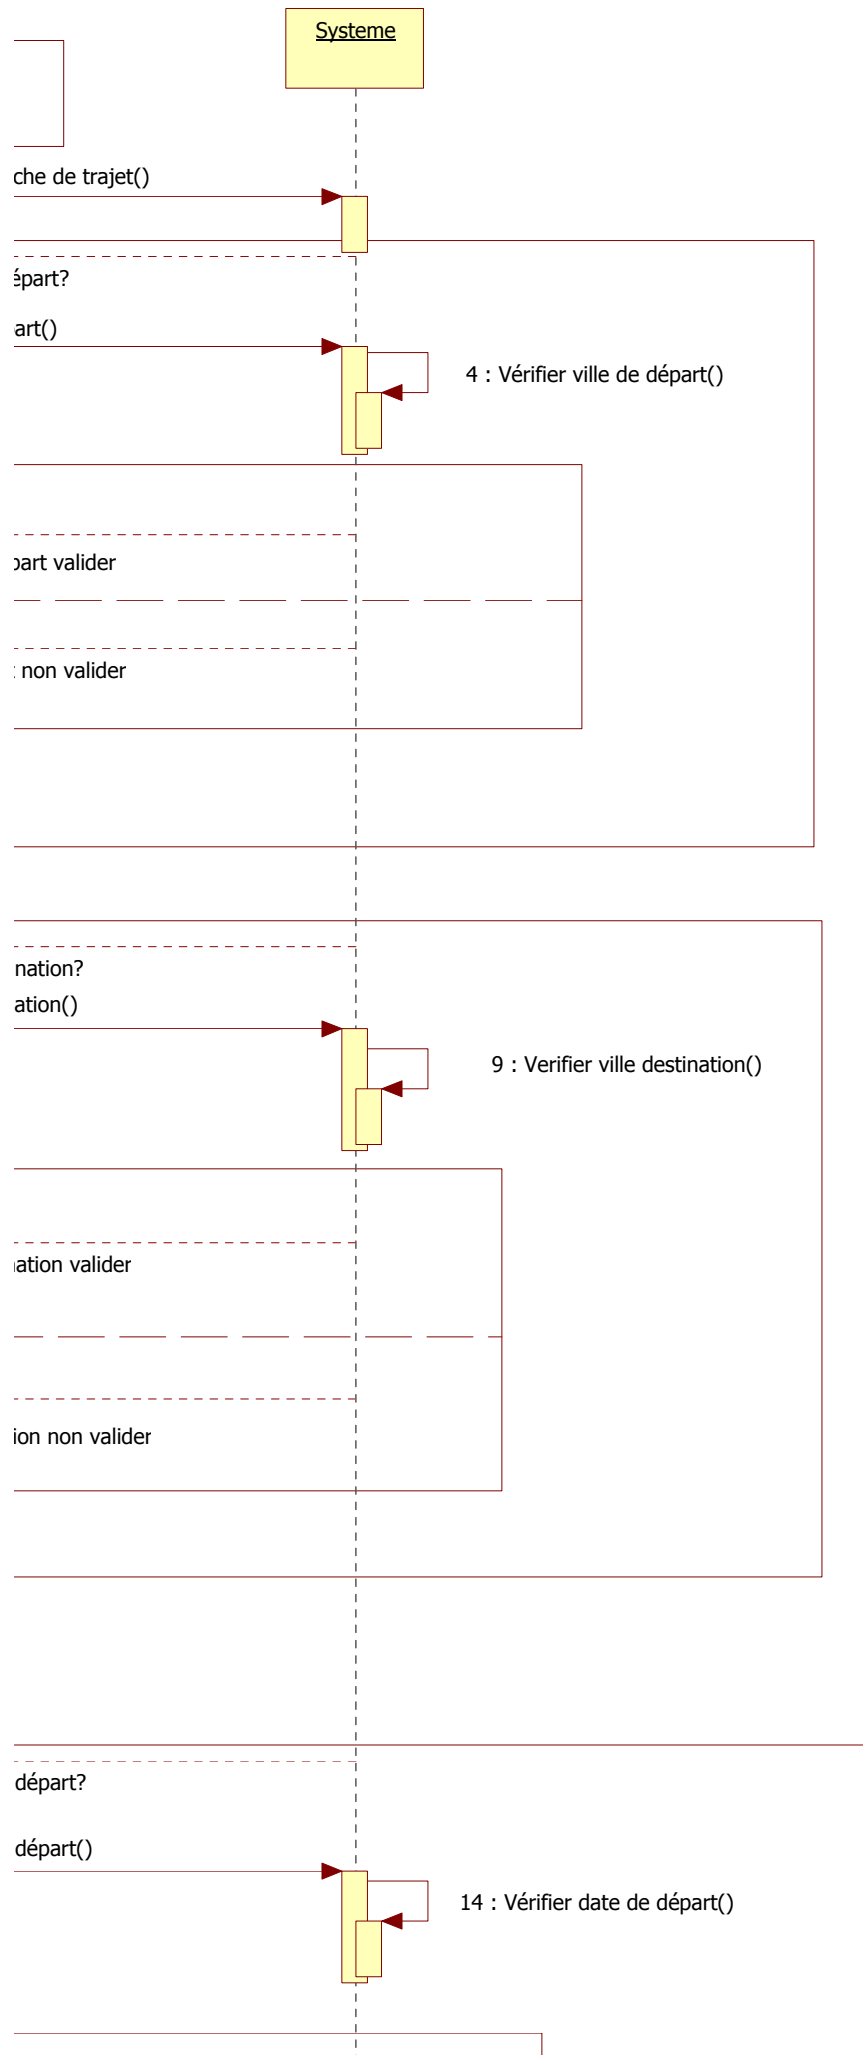 Systeme
che de trajet()
épart?
art()
4 : Vérifier ville de départ()
part valider
non valider
nation?
ation()
9 : Verifier ville destination()
ation valider
ion non valider
départ?
départ()
14 : Vérifier date de départ()